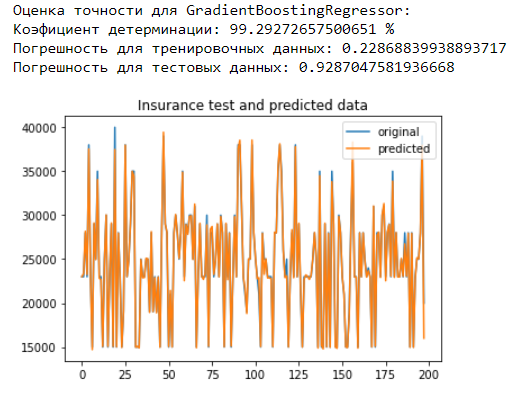 Оценка точности для GradientBoostingRegressor:
Коэфициент детерминации: 99.29272657500651 %
Погрешность для тренировочных данных: 0.22868839938893717
Погрешность для тестовых данных: 0.9287047581936668
Insurance test and predicted data
original
predicted
40000
35000
30000
25000
20000
15000
0 25 50 75 100 125 150 175 200